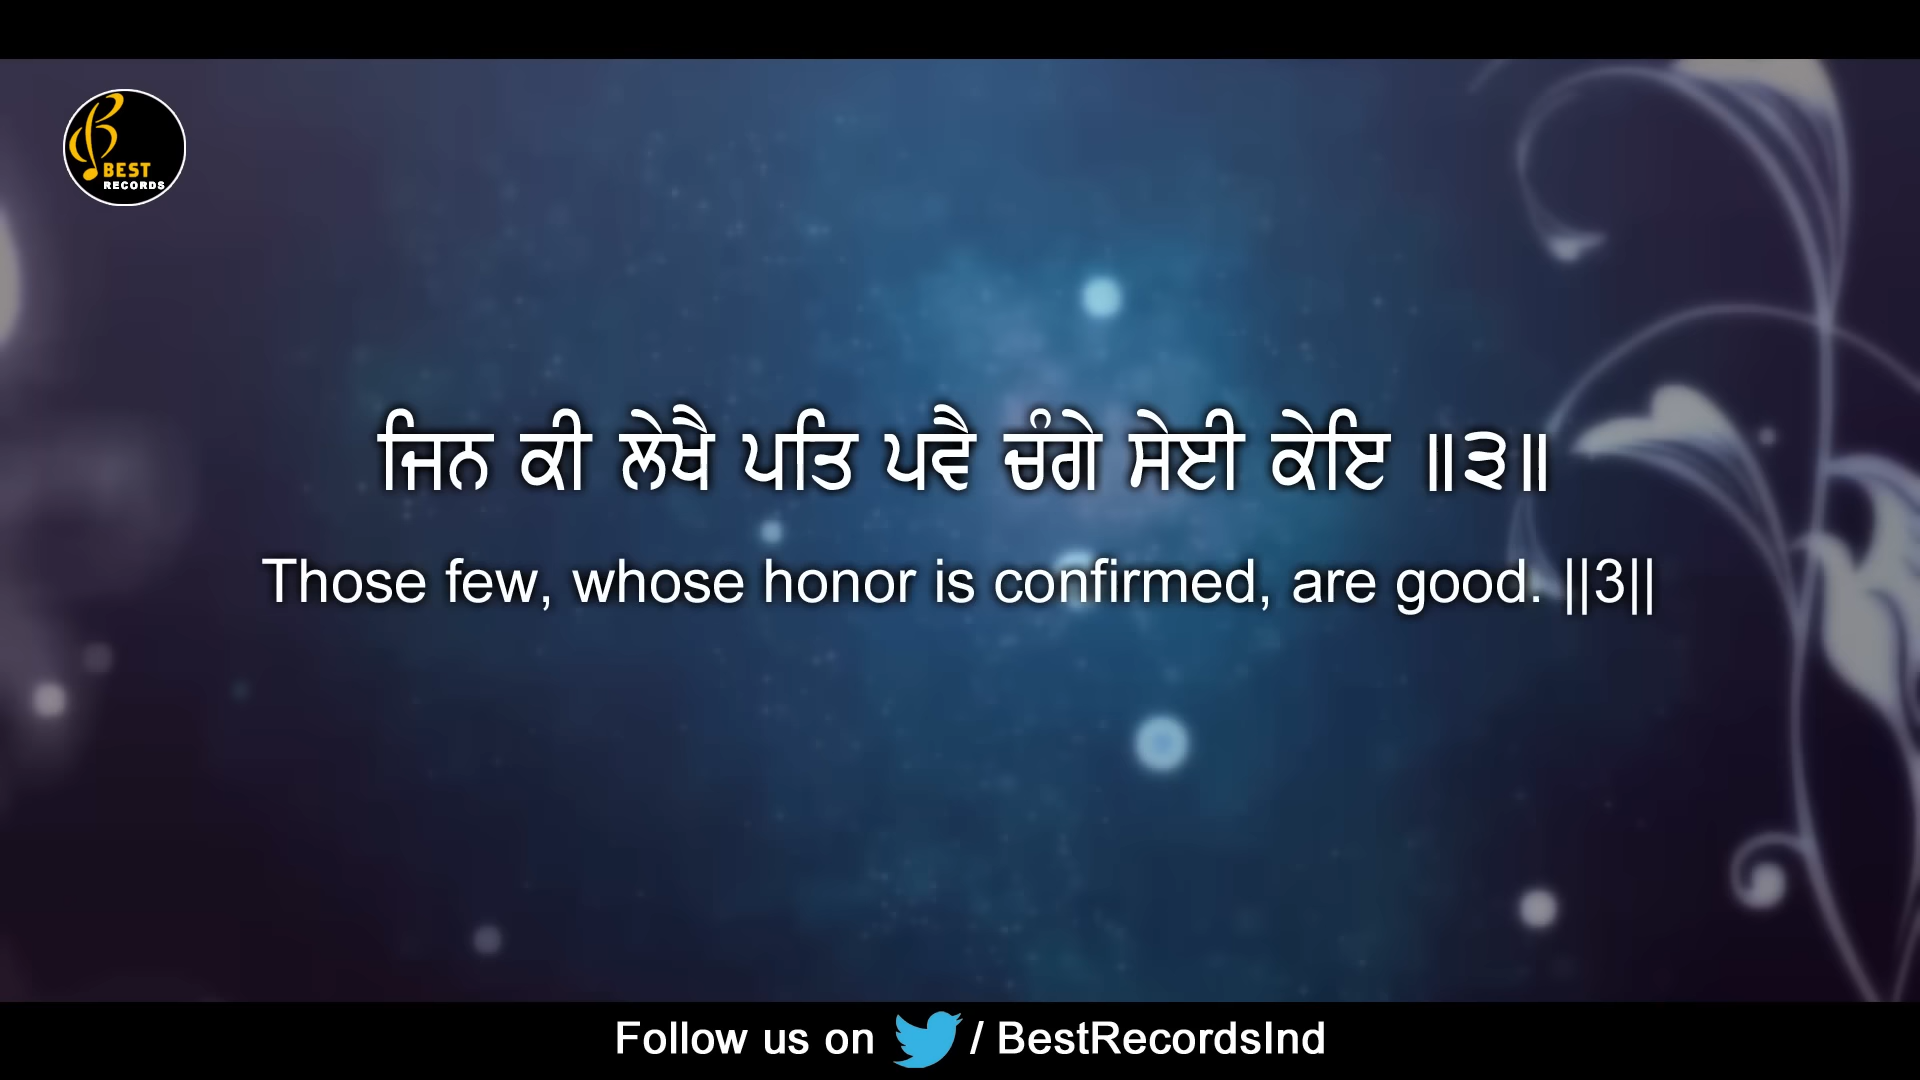 BEST
RECORDS
ਜਿਨ ਕੀ ਲੇਖੈ ਪਤਿ ਪਵੈ ਚੰਗੇ ਸੇਈ ਕੇਇ ॥੩॥
Those few, whose honor is confirmed, are good. ||3||
Follow us on / BestRecordsInd